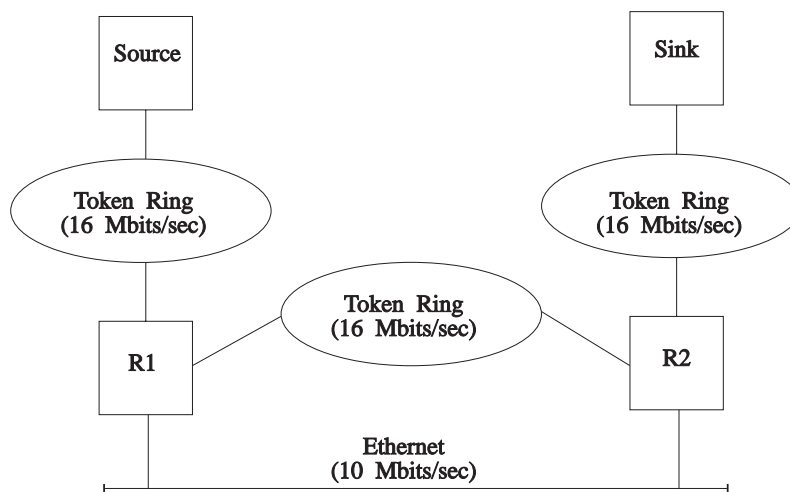 Source
Sink
Token Ring
(16 Mbits/sec)
Token Ring
(16 Mbits/sec)
Token Ring
(16 Mbits/sec)
R1
R2
Ethernet
(10 Mbits/sec)